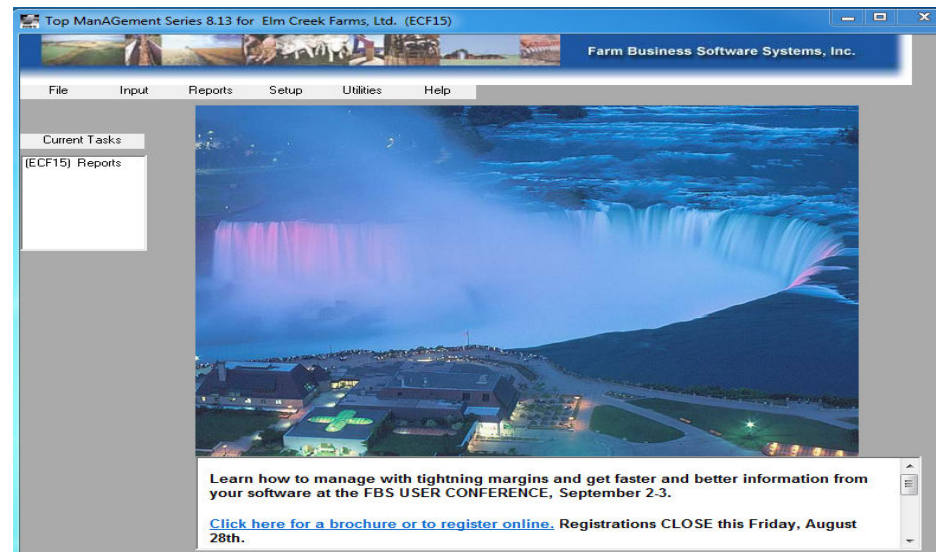 Top ManAGement Series 8.13 for Elm Creek Farms, Ltd. (ECF15)
Farm Business Software Systems, Inc.
File Input Reports Setup Utilities Help
Current Tasks
(ECF15) Reports
Learn how to manage with tightning margins and get faster and better information from
your software at the FBS USER CONFERENCE, September 2-3.
Click here for a brochure or to register online. Registrations CLOSE this Friday, August
28th.